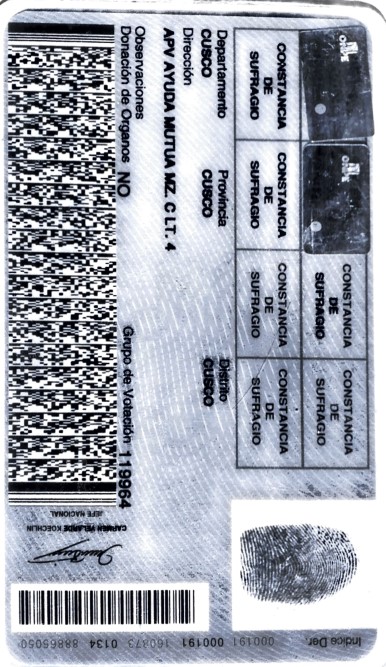 CONSTANCIA
DE
SUFRAGIO
CONSTANCIA
DE
SUFRAGIO
CONSTANCIA
DE
SUFRAGIO
CONSTANCIA
DE
SUFRAGIO
CONSTANCIA
DE
SUFRAGIO
CONSTANCIA
DE
SUFRAGIO
Departamento Provincia Distrito
CUSCO CUSCO CUSCO
Dirección
APV AYUDA MUTUA MZ. C LT. 4
Observaciones
Donación de Organos NO Grupo de Votación 119964
CARMEN VELARDE KOECHLIN
JEFE NACIONAL
Indice Der.
000191 000191 160873 0134 88865050